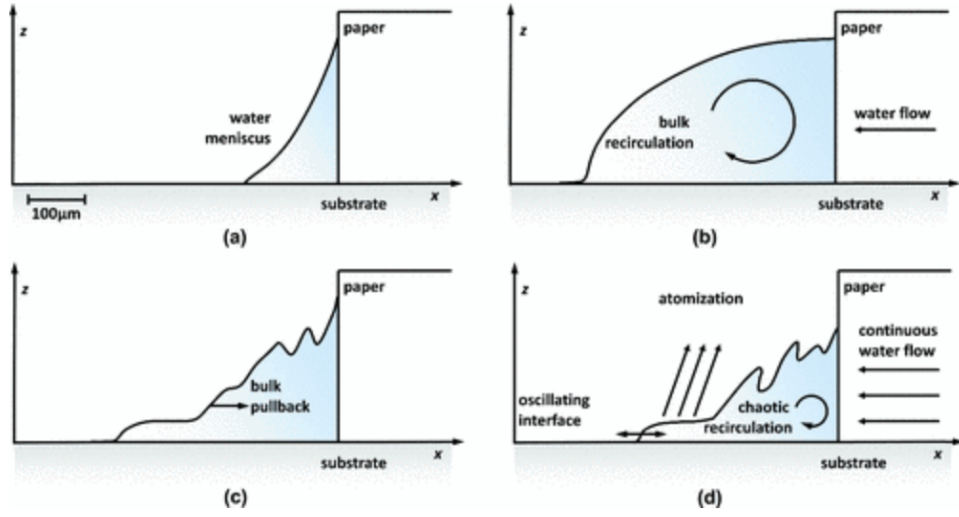 z
paper
water
meniscus
x
100µm
substrate
(a)
z
paper
bulk
recirculation
water flow
x
substrate
(b)
z
paper
bulk
pullback
x
substrate
(c)
z
paper
atomization
continuous
water flow
oscillating
interface
chaotic
recirculation
x
substrate
(d)